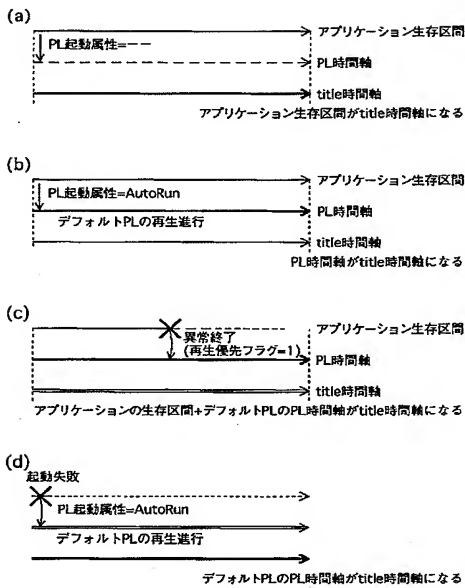 (a)
アプリケーション生存区間
PL起動属性=——
PL時間軸
title時間軸
アプリケーション生存区間がtitle時間軸になる
(b)
アプリケーション生存区間
PL起動属性=AutoRun
PL時間軸
デフォルトPLの再生進行
title時間軸
PL時間軸がtitle時間軸になる
(c)
アプリケーション生存区間
異常終了
(再生優先フラグ=1)
PL時間軸
title時間軸
アプリケーションの生存区間+デフォルトPLのPL時間軸がtitle時間軸になる
(d)
起動失敗
PL起動属性=AutoRun
デフォルトPLの再生進行
デフォルトPLのPL時間軸がtitle時間軸になる